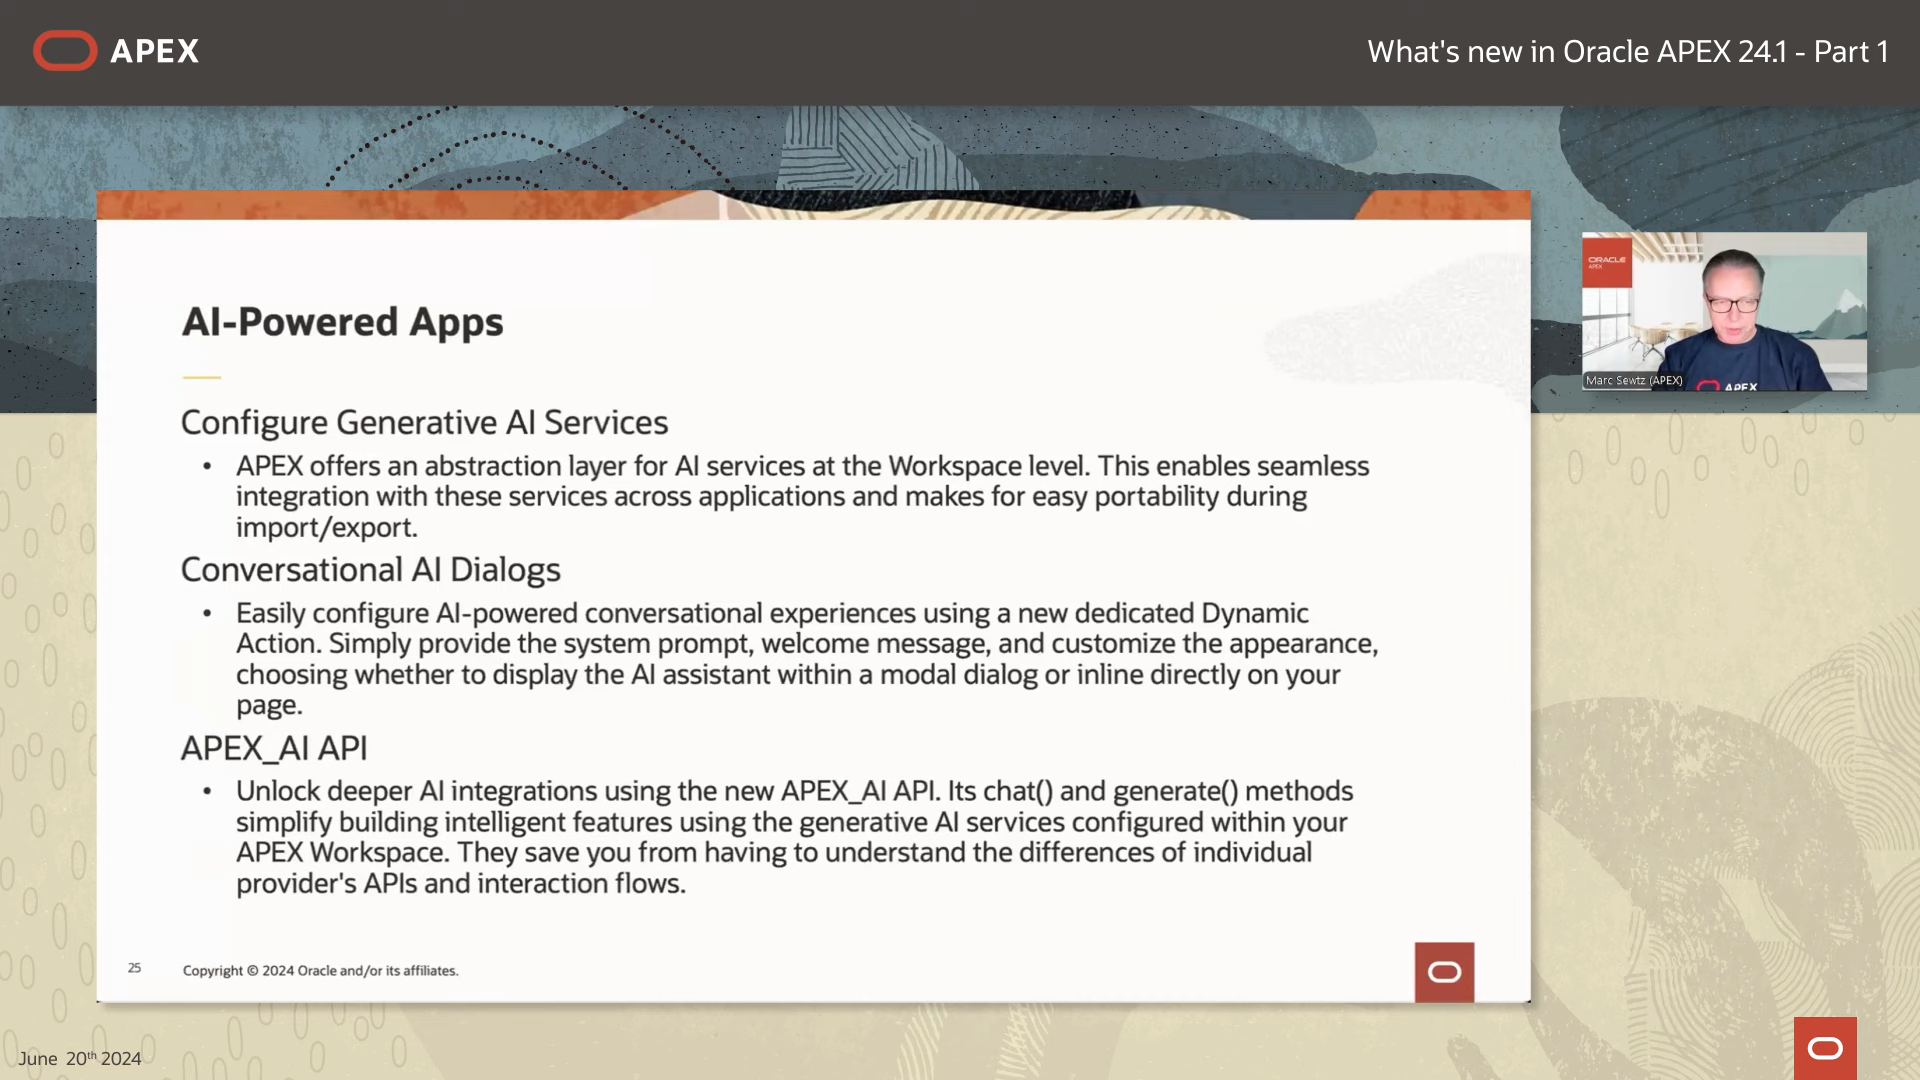 APEX
What's new in Oracle APEX 24.1 - Part 1
AI-Powered Apps
Configure Generative AI Services
• APEX offers an abstraction layer for AI services at the Workspace level. This enables seamless
integration with these services across applications and makes for easy portability during
import/export.
Conversational AI Dialogs
• Easily configure AI-powered conversational experiences using a new dedicated Dynamic
Action. Simply provide the system prompt, welcome message, and customize the appearance,
choosing whether to display the AI assistant within a modal dialog or inline directly on your
page.
APEX_AI API
• Unlock deeper AI integrations using the new APEX_AI API. Its chat() and generate() methods
simplify building intelligent features using the generative AI services configured within your
APEX Workspace. They save you from having to understand the differences of individual
provider's APIs and interaction flows.
25
Copyright © 2024 Oracle and/or its affiliates.
ORACLE
APEX
APEX
Marc Sewtz (APEX)
June 20th 2024